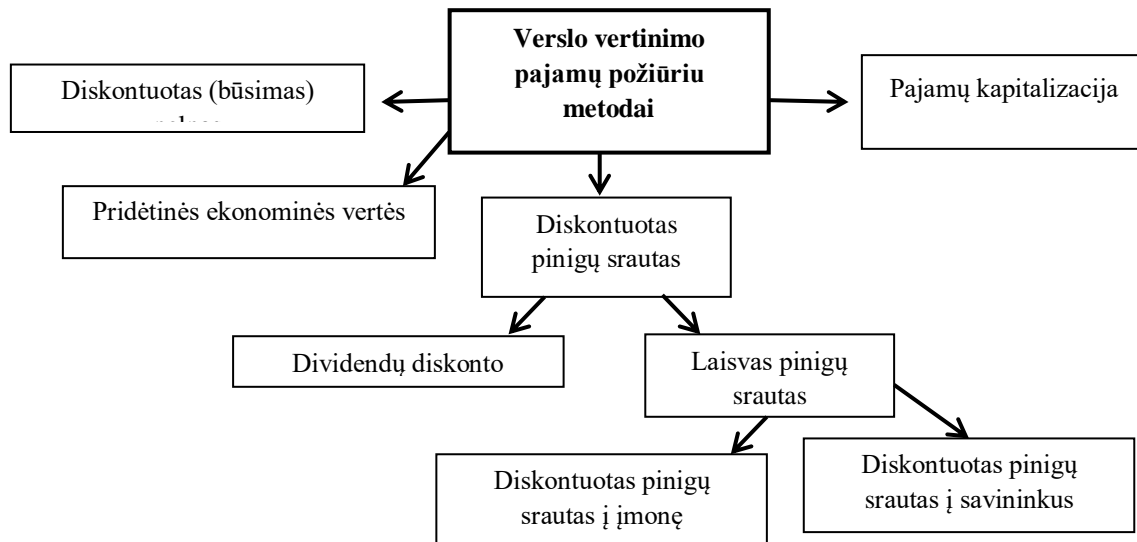 Verslo vertinimo
pajamų požiūriu
metodai
Diskontuotas (būsimas)
Pajamų kapitalizacija
Pridėtinės ekonominės vertės
Diskontuotas
pinigų srautas
Dividendų diskonto
Laisvas pinigų
srautas
Diskontuotas pinigų
srautas į įmonę
Diskontuotas pinigų
srautas į savininkus